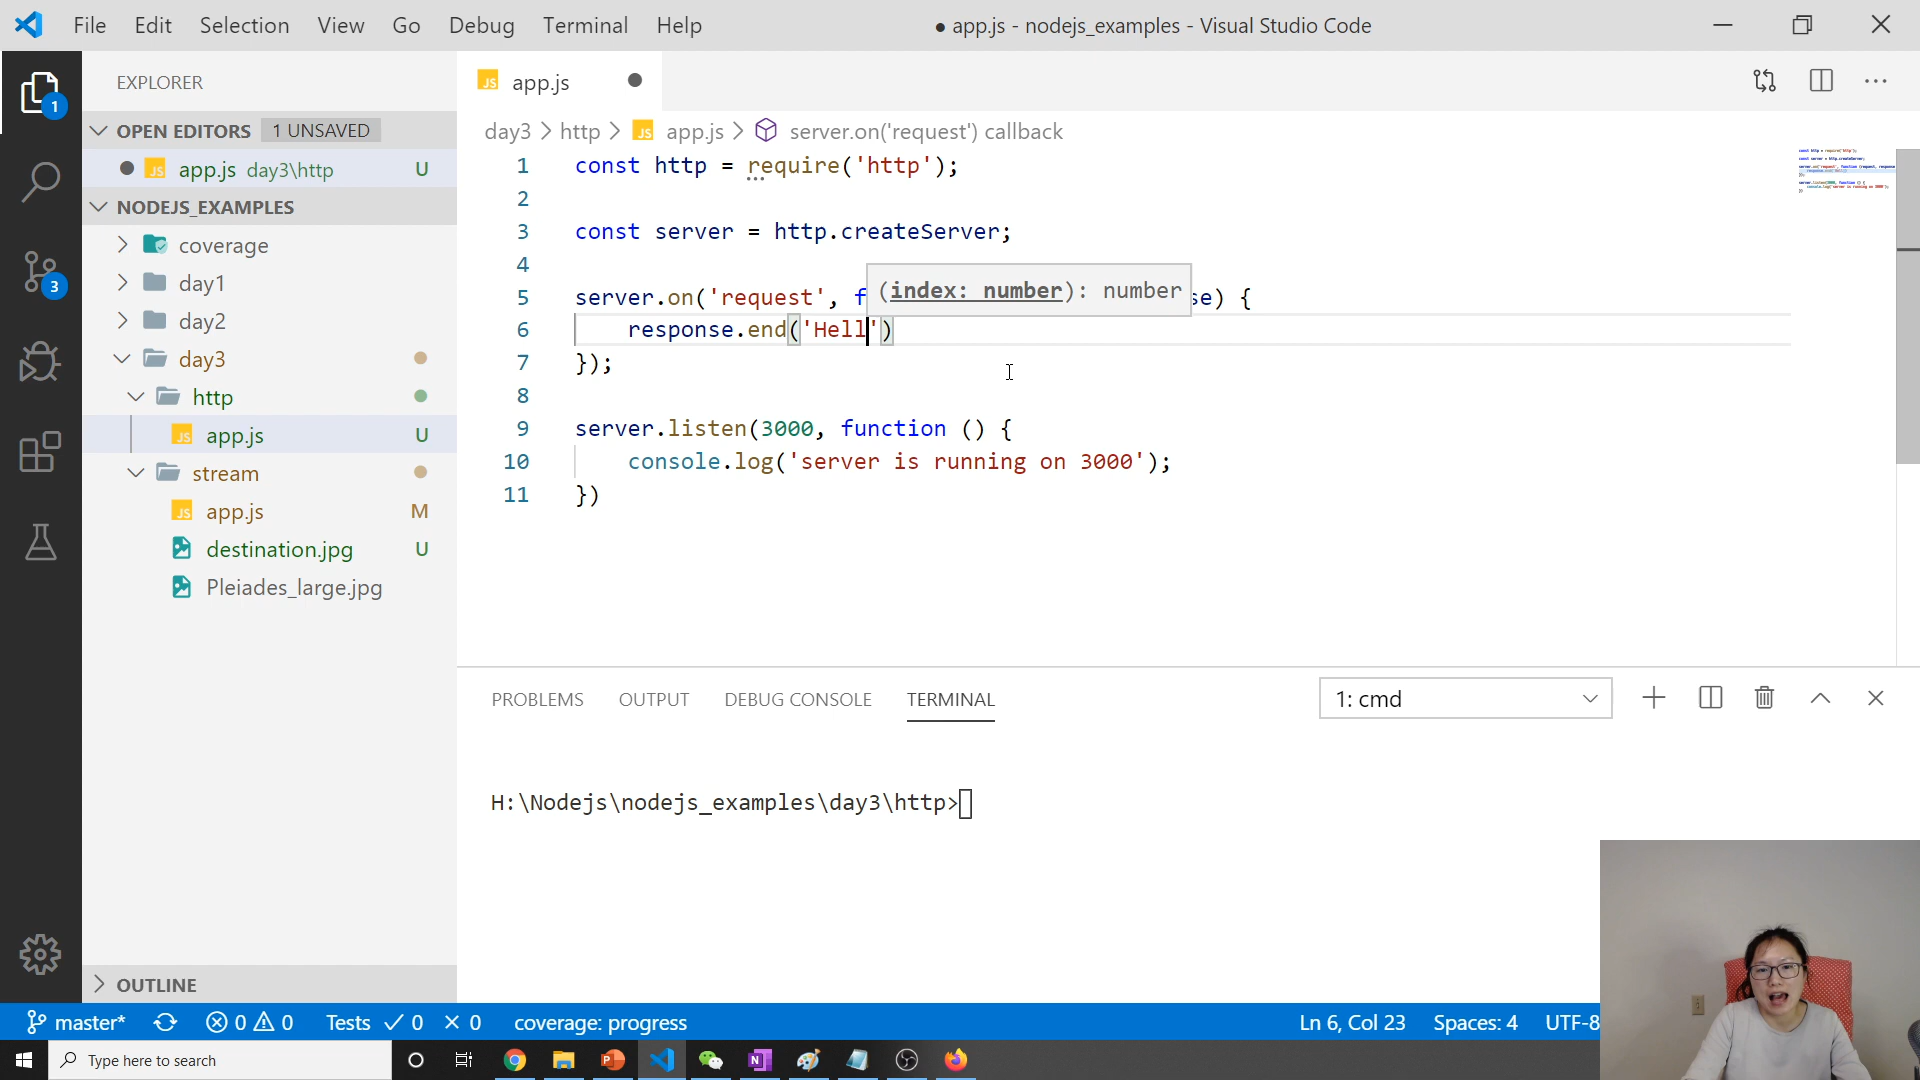 File Edit Selection View Go Debug Terminal Help
● app.js - nodejs_examples - Visual Studio Code
EXPLORER
OPEN EDITORS 1 UNSAVED
app.js day3\http U
NODEJS_EXAMPLES
coverage
day1
day2
day3
http
app.js U
stream
app.js M
destination.jpg U
Pleiades_large.jpg
OUTLINE
1
3
JS app.js
day3 > http > JS app.js > server.on('request') callback
1 const http = require('http');
2
3 const server = http.createServer;
4
5 server.on('request', f
(index: number): number
se) {
6 response.end('Hell')
7 });
8
9 server.listen(3000, function () {
10 console.log('server is running on 3000');
11 })
PROBLEMS OUTPUT DEBUG CONSOLE TERMINAL
1: cmd
H:\Nodejs\nodejs_examples\day3\http>
master* 0 0 Tests 0 0 coverage: progress
Ln 6, Col 23 Spaces: 4 UTF-8
Type here to search